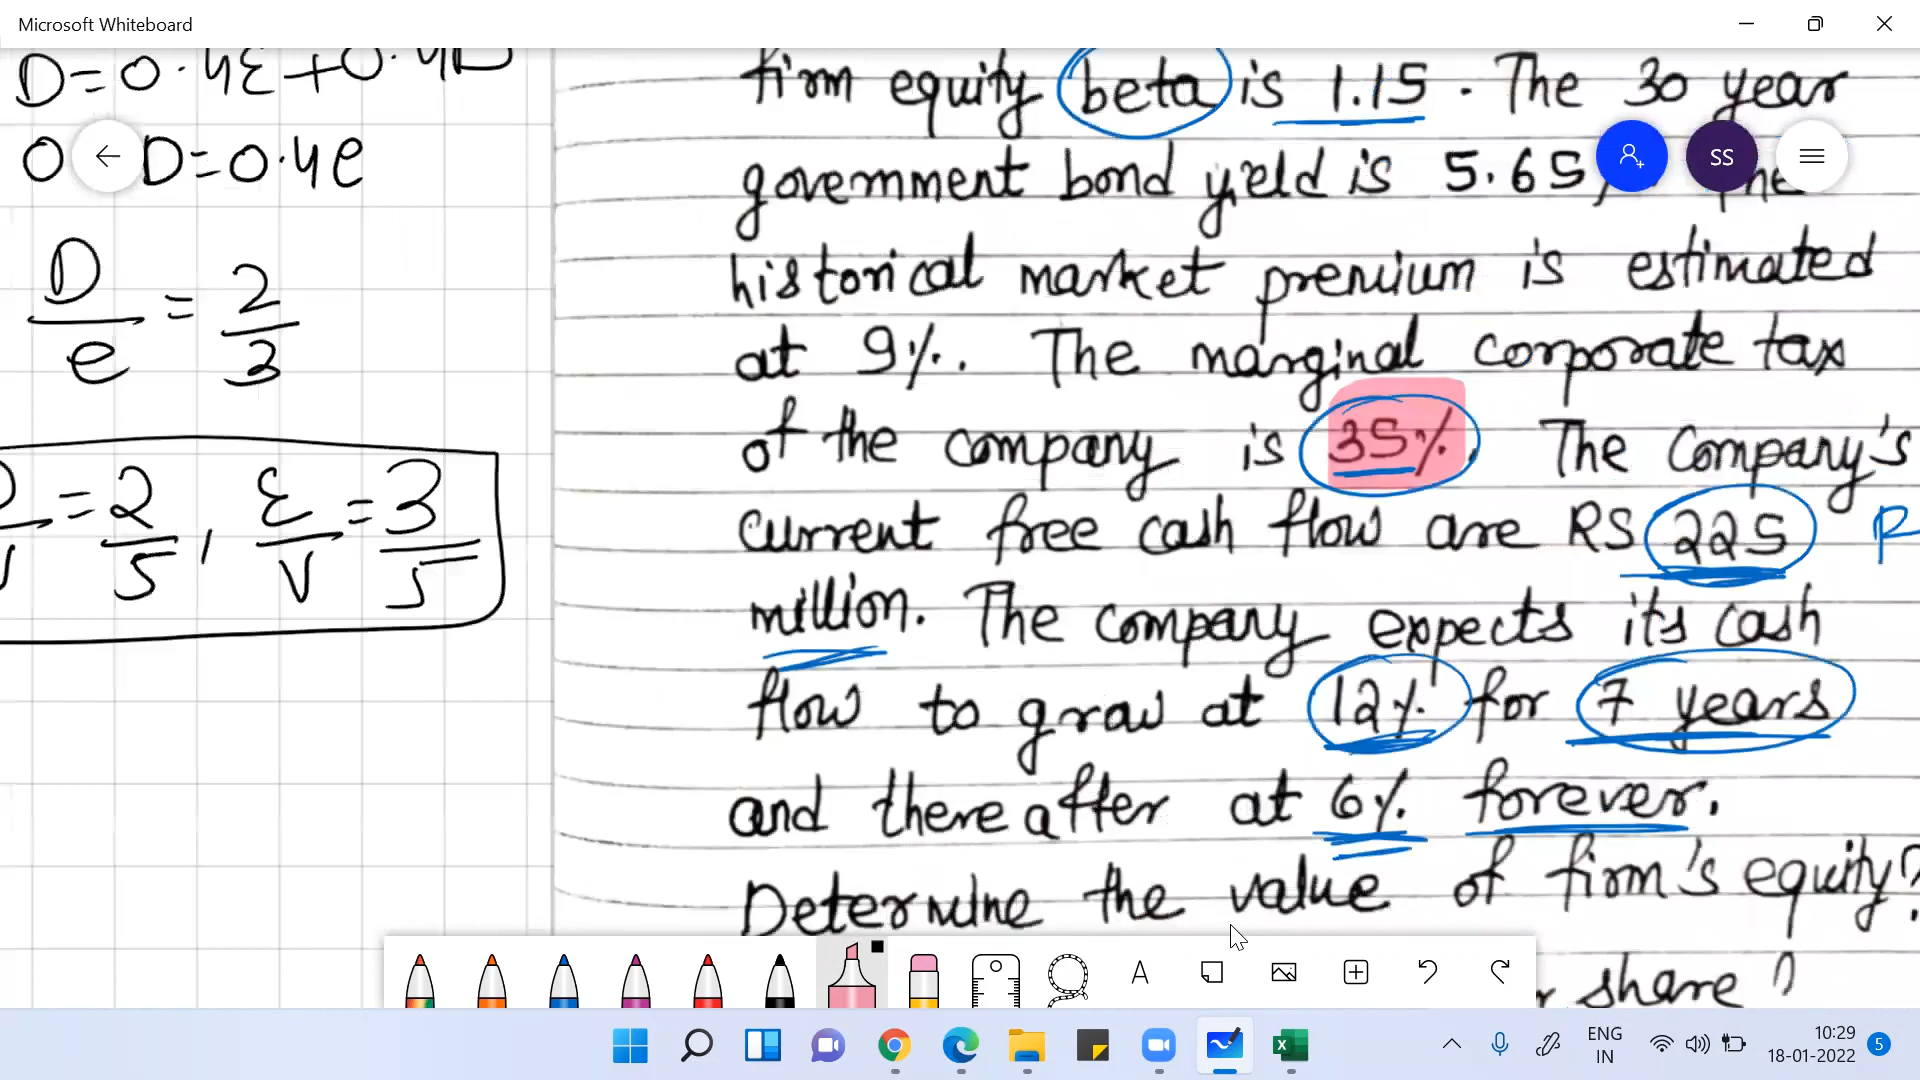 Microsoft Whiteboard
D=0.4E+0.4D
D=0.4e
D/e = 2/3
= 2/5, E/V = 3/5
firm equity beta is 1.15. The 30 year
government bond yield is 5.65
SS
historical market premium is estimated
at 9%. The marginal corporate tax
of the company is 35%. The Company's
current free cash flow are RS 225
million. The company expects its cash
flow to grow at 12% for 7 years
and thereafter at 6% forever.
Determine the value of firm's equity?
share ?
ENG
IN
10:29
18-01-2022
5